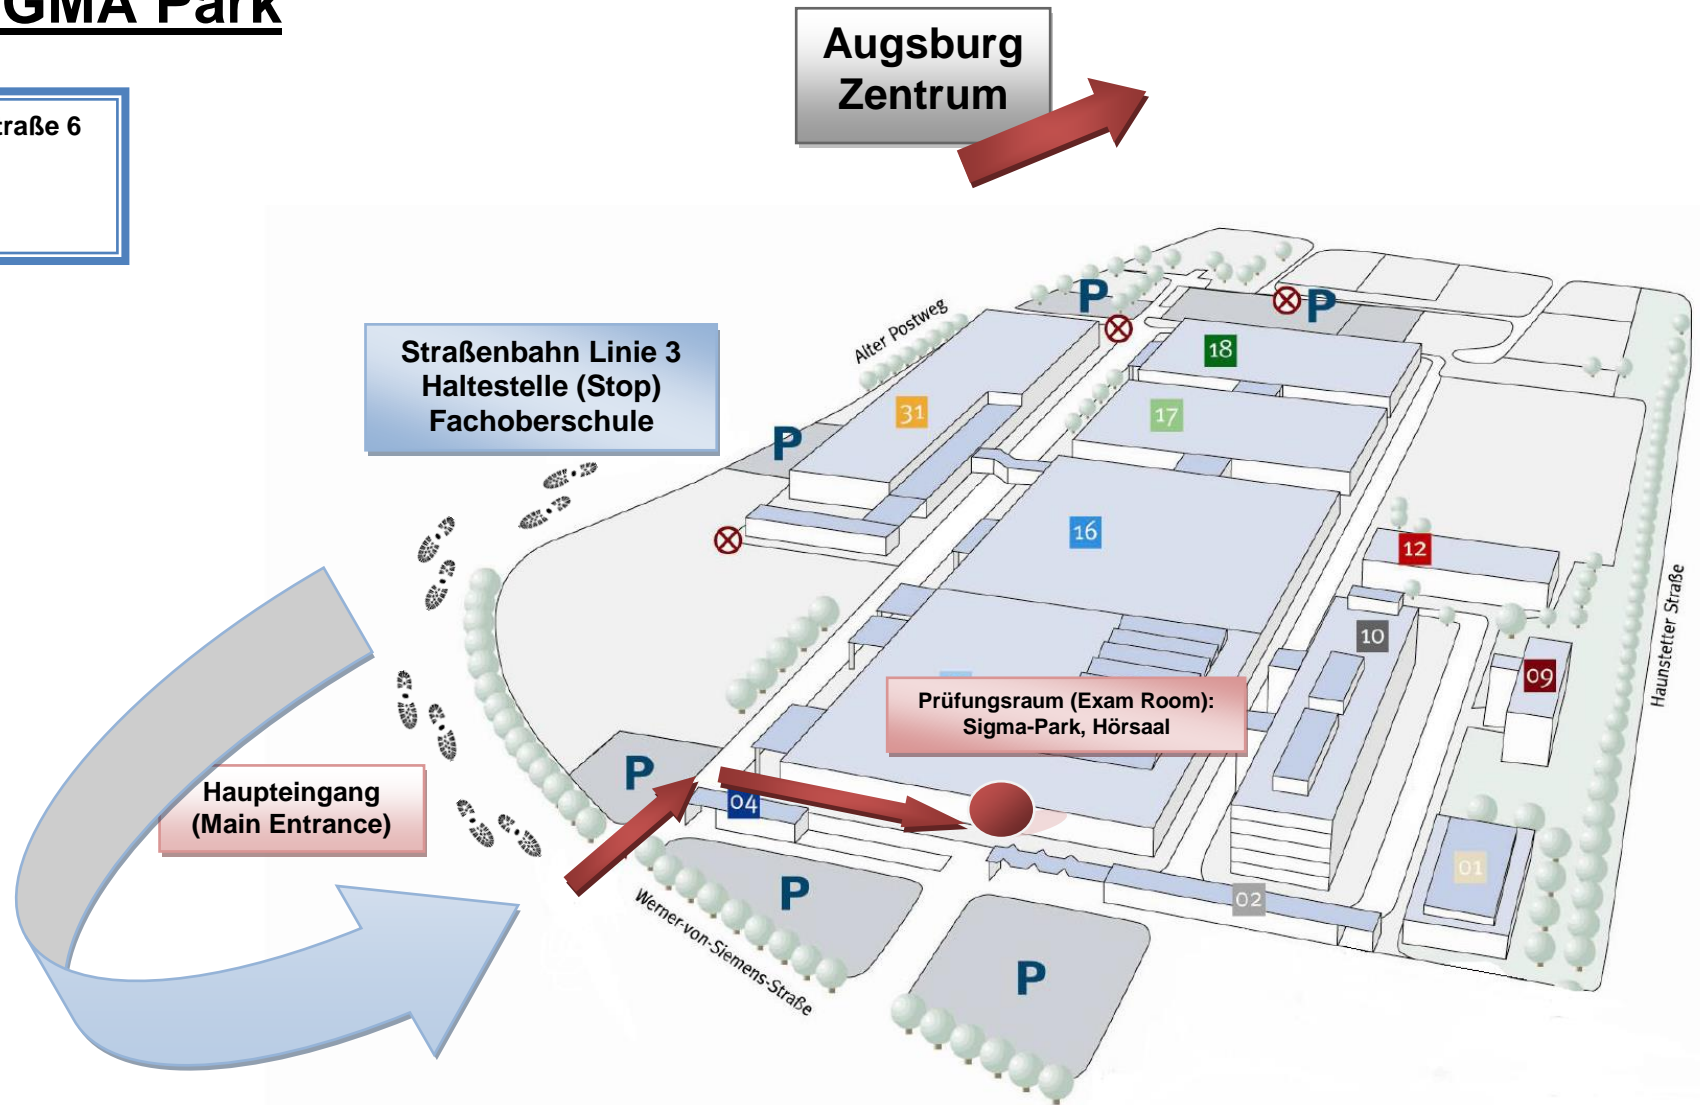 GMA Park
raße 6
Augsburg
Zentrum
Straßenbahn Linie 3
Haltestelle (Stop)
Fachoberschule
Alter Postweg
P
P
18
31
17
P
16
12
Haunstetter Straße
10
09
Prüfungsraum (Exam Room):
Sigma-Park, Hörsaal
P
04
Haupteingang
(Main Entrance)
01
P
02
Werner-von-Siemens-Straße
P